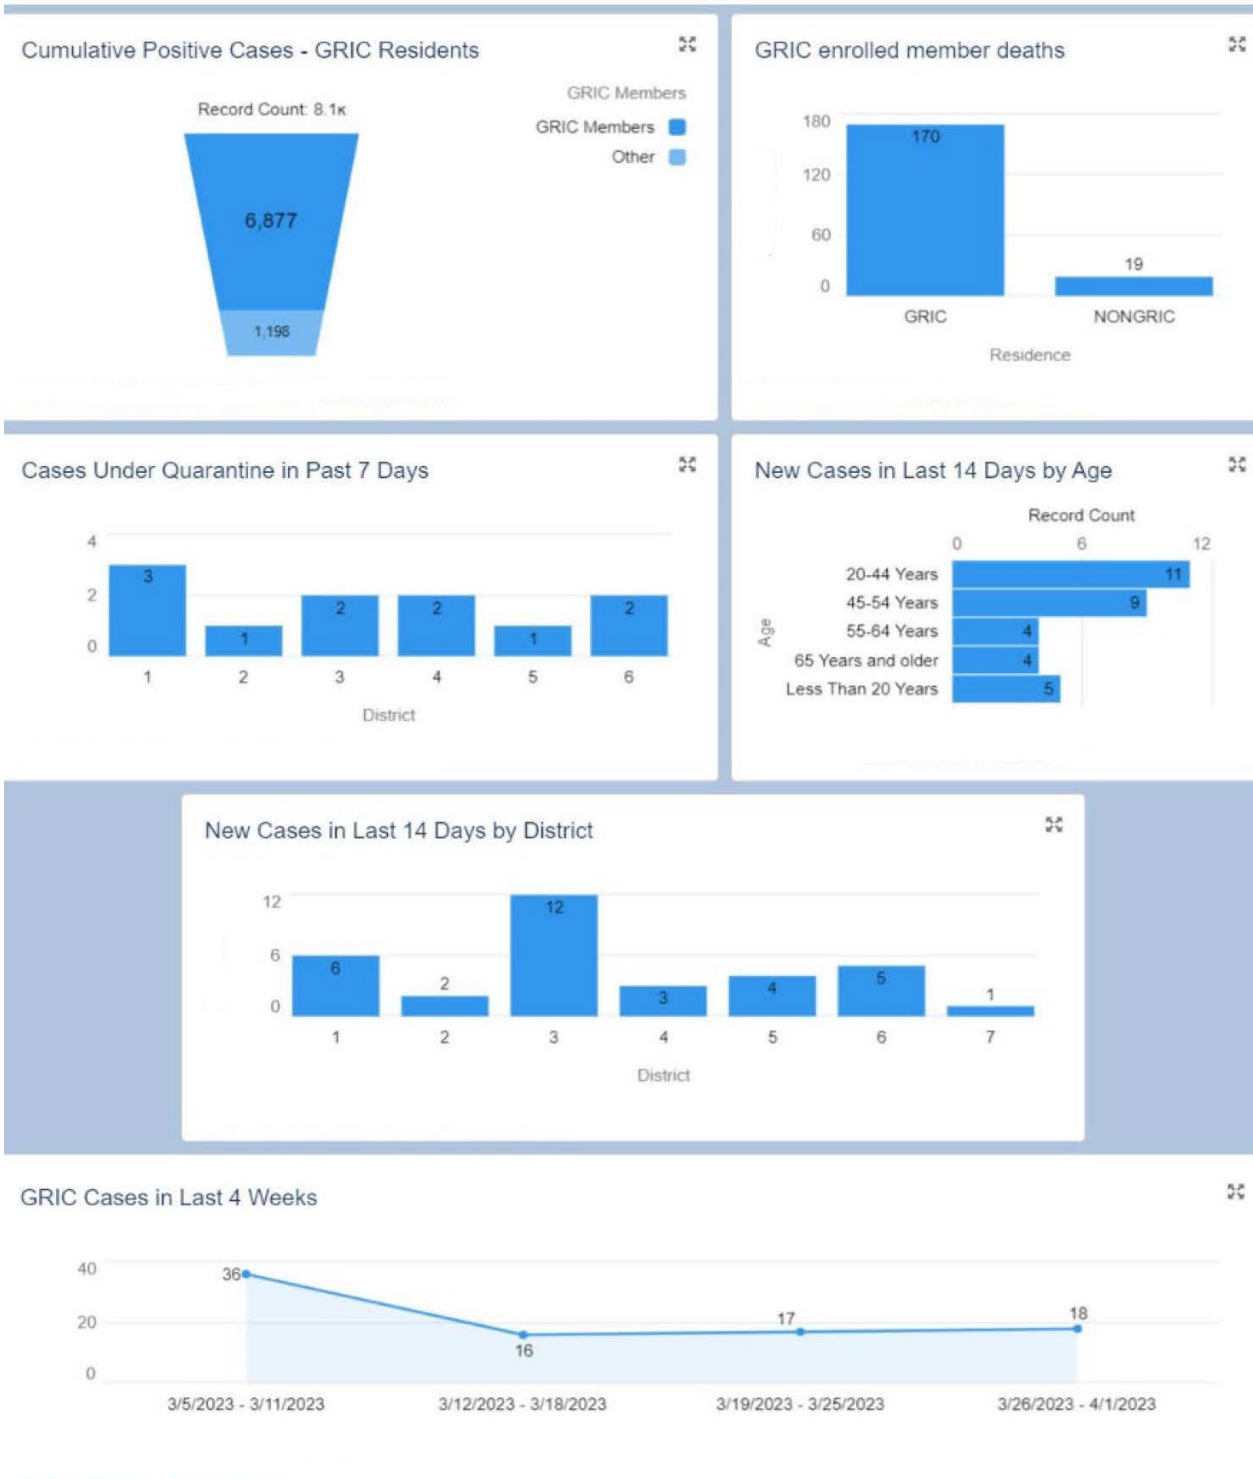 Cumulative Positive Cases - GRIC Residents
Record Count: 8.1K
GRIC Members
GRIC Members
Other
6,877
1,198
GRIC enrolled member deaths
180
120
60
0
170
19
GRIC
NONGRIC
Residence
Cases Under Quarantine in Past 7 Days
4
2
0
3
1
2
2
1
2
1 2 3 4 5 6
District
New Cases in Last 14 Days by Age
Record Count
0 6 12
Age
20-44 Years 11
45-54 Years 9
55-64 Years 4
65 Years and older 4
Less Than 20 Years 5
New Cases in Last 14 Days by District
12
6
0
6
2
12
3
4
5
1
1 2 3 4 5 6 7
District
GRIC Cases in Last 4 Weeks
40
20
0
36
16
17
18
3/5/2023 - 3/11/2023
3/12/2023 - 3/18/2023
3/19/2023 - 3/25/2023
3/26/2023 - 4/1/2023